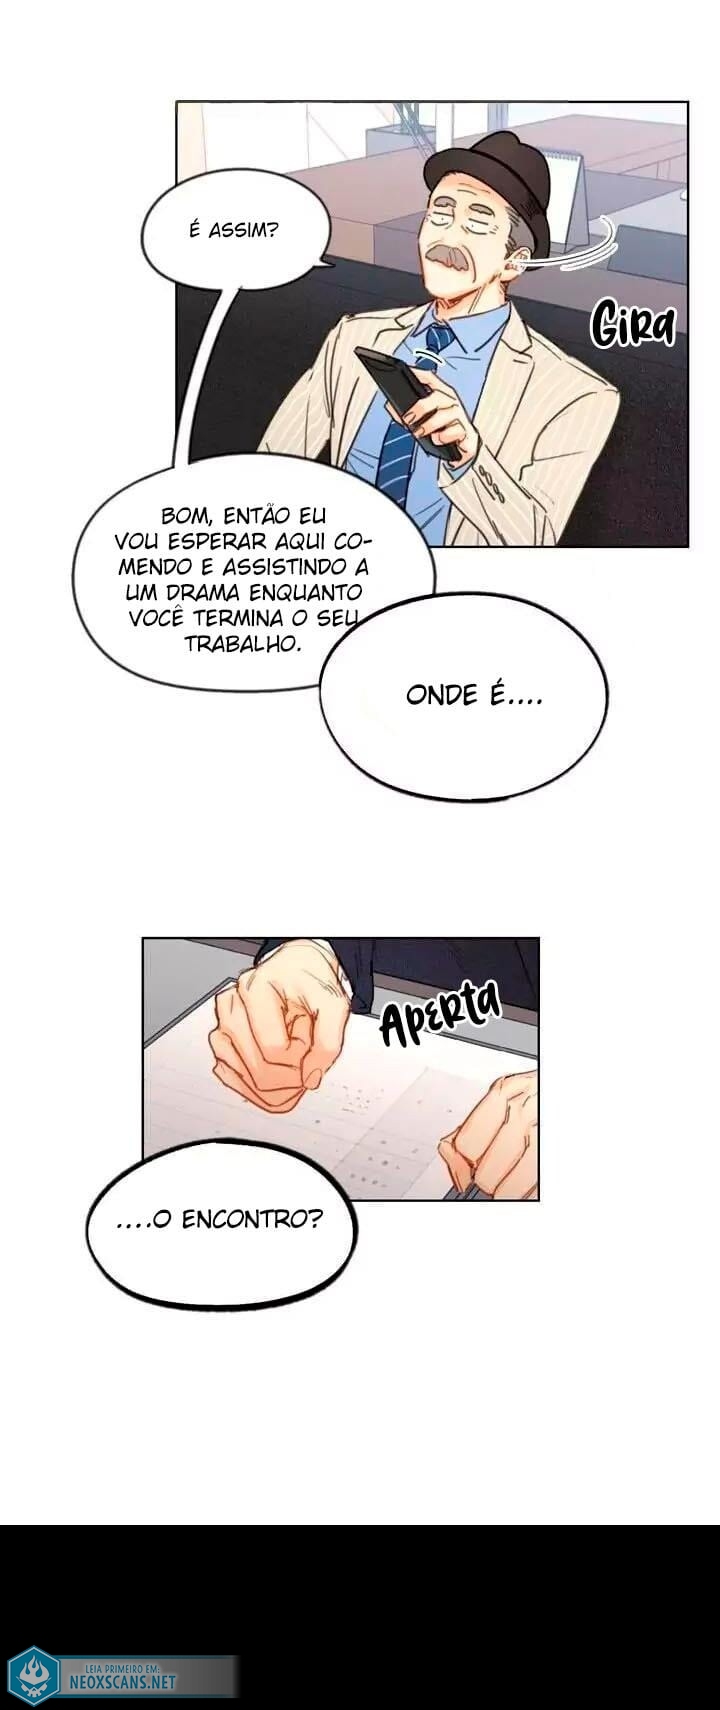 É ASSIM?
Gira
BOM, ENTÃO EU
VOU ESPERAR AQUI CO-
MENDO E ASSISTINDO A
UM DRAMA ENQUANTO
VOCÊ TERMINA O SEU
TRABALHO.
ONDE É....
Aperta
....O ENCONTRO?
LEIA PRIMEIRO EM:
NEOXSCANS.NET